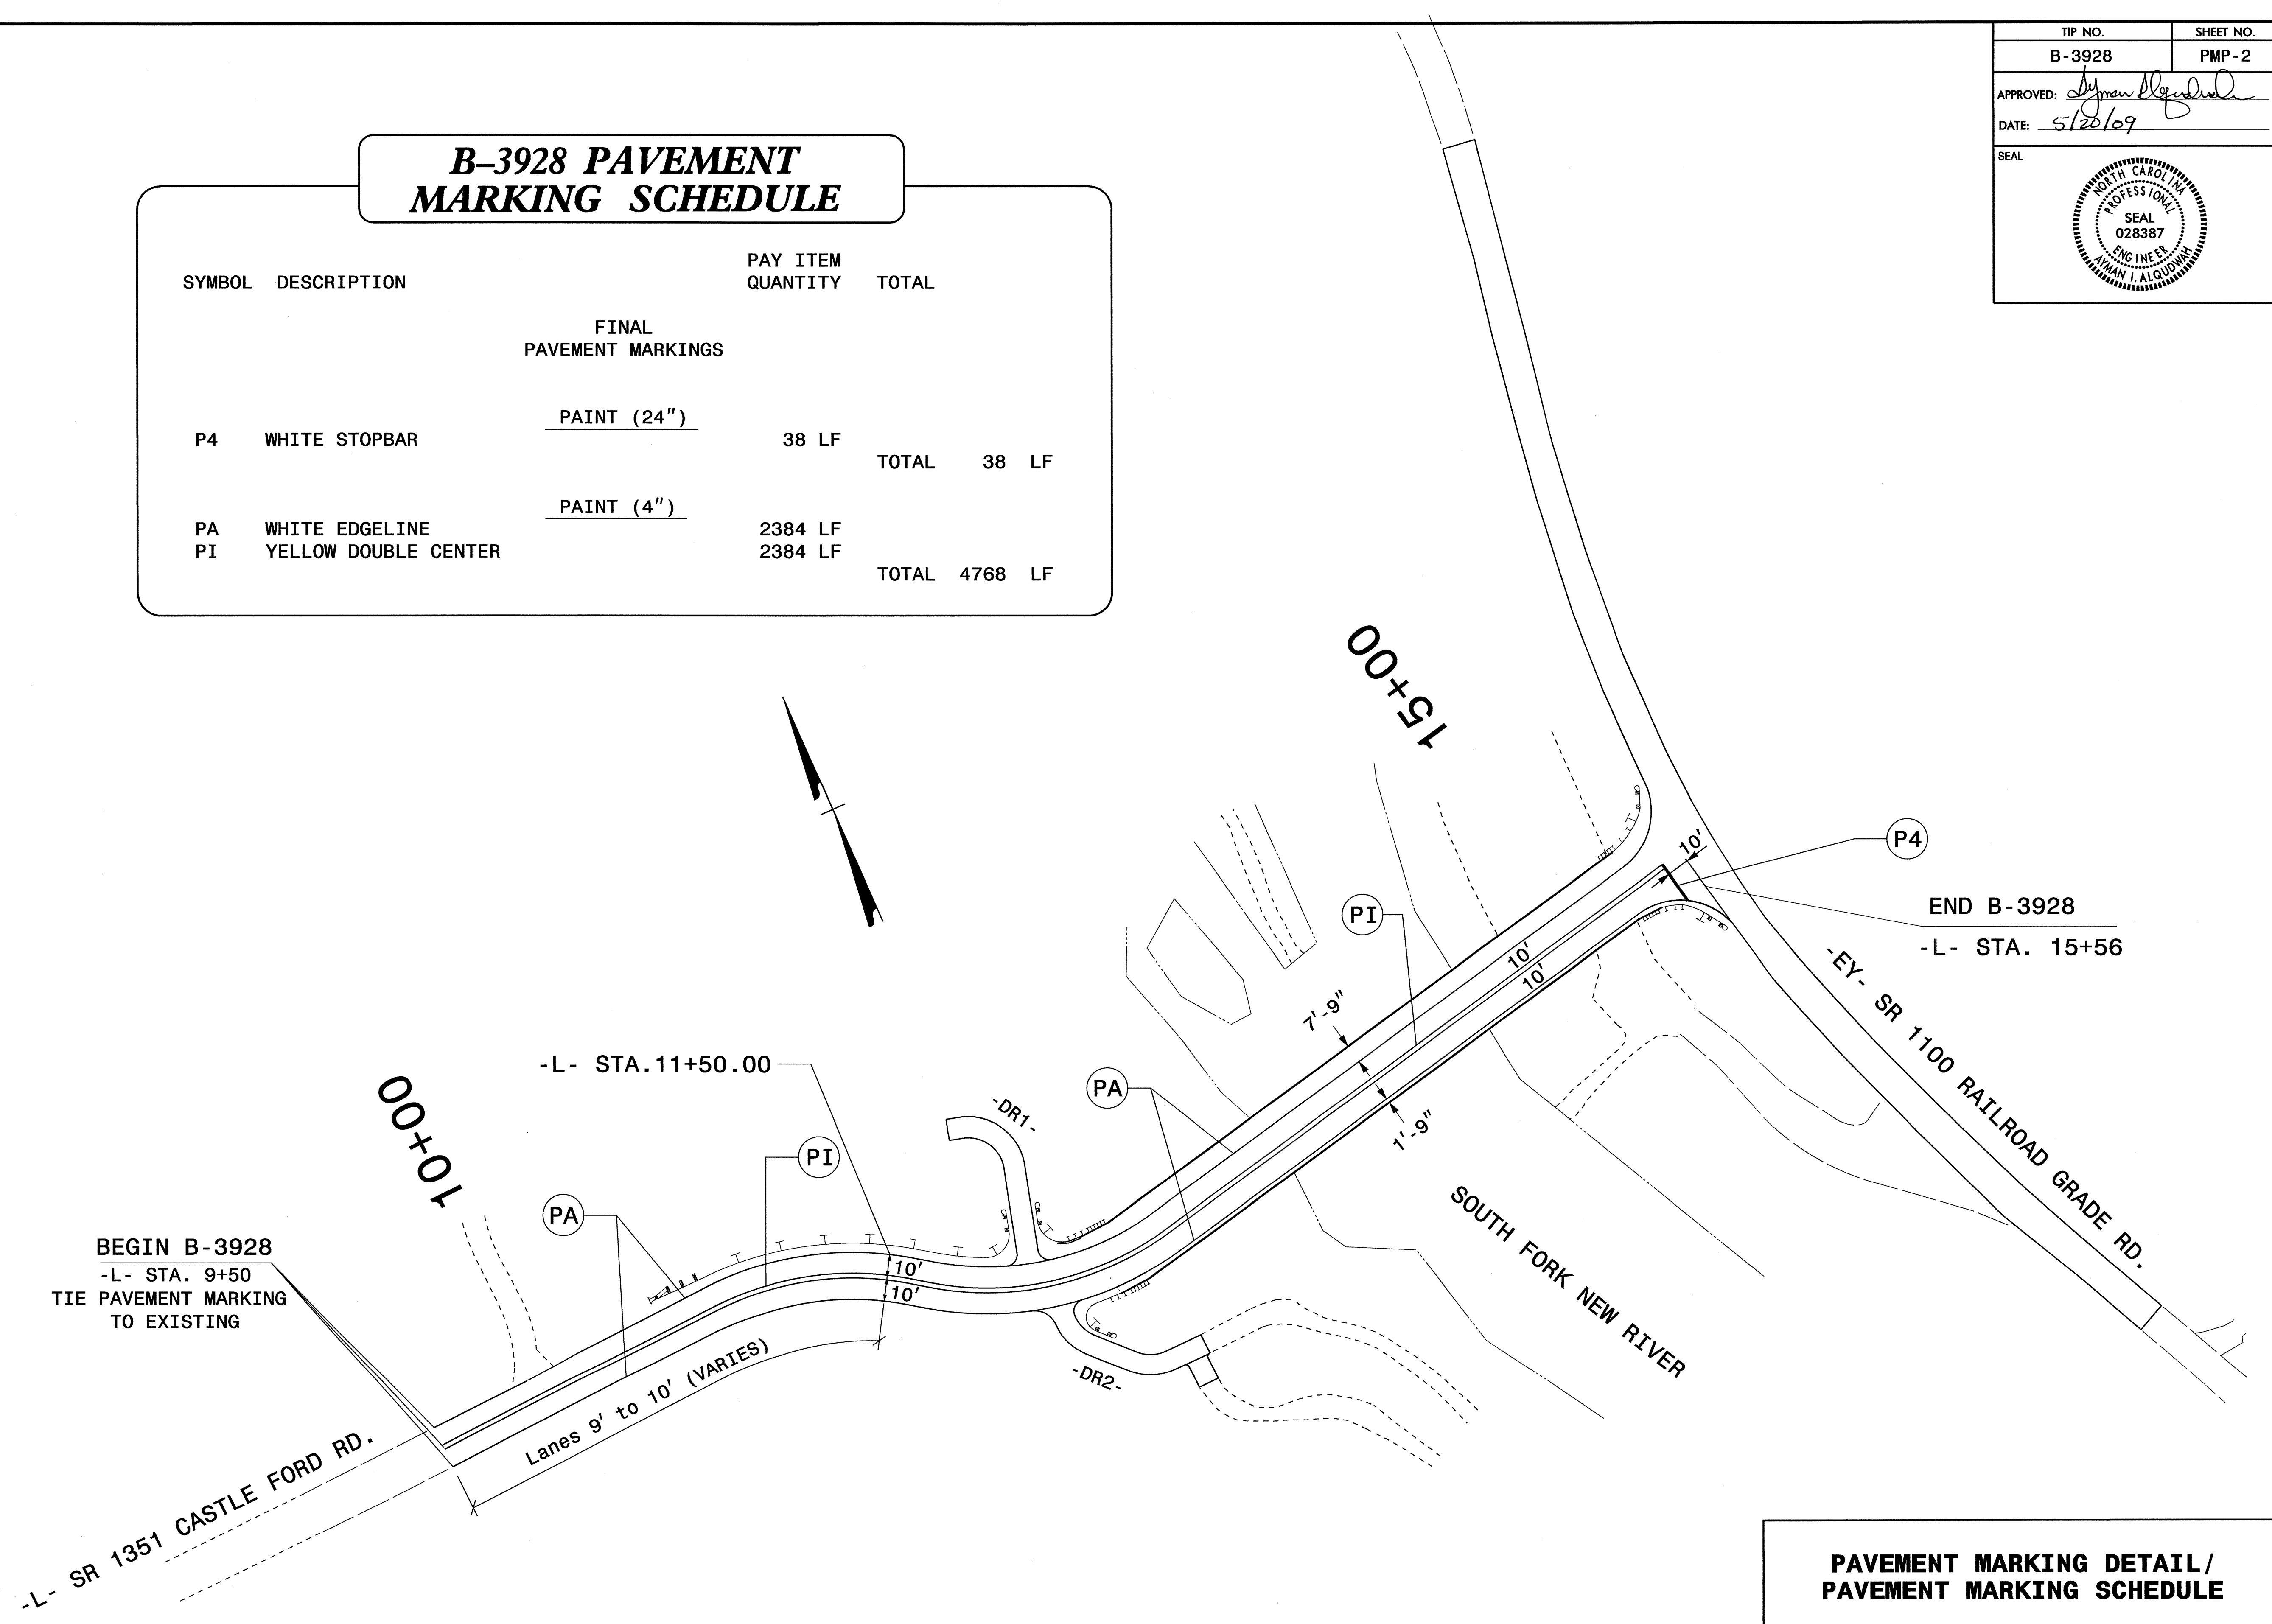 TIP NO. SHEET NO.
B-3928 PMP-2
APPROVED:
DATE: 5/20/09
SEAL
NORTH CAROLINA
PROFESSIONAL
SEAL
028387
ENGINEER
AYMAN I. ALQUDWAH
B–3928 PAVEMENT
MARKING SCHEDULE
PAY ITEM
SYMBOL DESCRIPTION QUANTITY TOTAL
FINAL
PAVEMENT MARKINGS
PAINT (24")
P4 WHITE STOPBAR 38 LF
TOTAL 38 LF
PAINT (4")
PA WHITE EDGELINE 2384 LF
PI YELLOW DOUBLE CENTER 2384 LF
TOTAL 4768 LF
15+00
10'
P4
PI
END B-3928
-L- STA. 15+56
10'
10'
-EY- SR 1100 RAILROAD GRADE RD.
7'-9"
-L- STA.11+50.00
PA
-DR1-
1'-9"
10+00
PI
PA
SOUTH FORK NEW RIVER
BEGIN B-3928
-L- STA. 9+50
TIE PAVEMENT MARKING
TO EXISTING
10'
10'
Lanes 9' to 10' (VARIES)
-DR2-
-L- SR 1351 CASTLE FORD RD.
PAVEMENT MARKING DETAIL/
PAVEMENT MARKING SCHEDULE